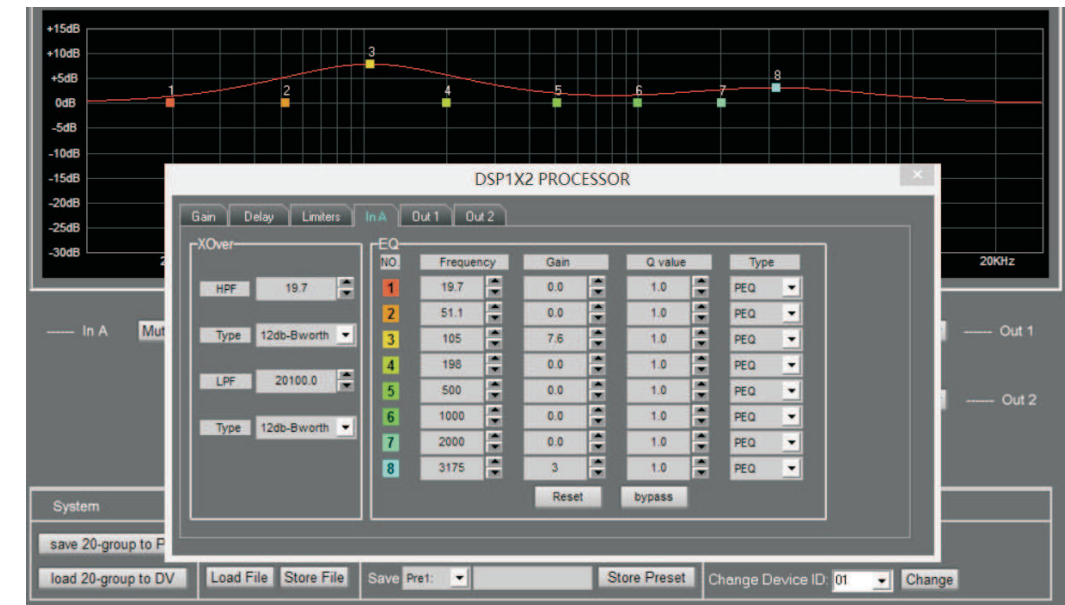 +15dB
+10dB
+5dB
0dB
-5dB
-10dB
-15dB
-20dB
-25dB
-30dB
1 2 3 4 5 6 7 8
2 20KHz
DSP1X2 PROCESSOR ×
Gain Delay Limiters In A Out 1 Out 2
XOver
HPF 19.7
Type 12db-Bworth
LPF 20100.0
Type 12db-Bworth
EQ
NO Frequency Gain Q value Type
1 19.7 0.0 1.0 PEQ
2 51.1 0.0 1.0 PEQ
3 105 7.6 1.0 PEQ
4 198 0.0 1.0 PEQ
5 500 0.0 1.0 PEQ
6 1000 0.0 1.0 PEQ
7 2000 0.0 1.0 PEQ
8 3175 3 1.0 PEQ
Reset bypass
In A Mut
Out 1
Out 2
System
save 20-group to P
load 20-group to DV Load File Store File Save Pre1: Store Preset Change Device ID: 01 Change